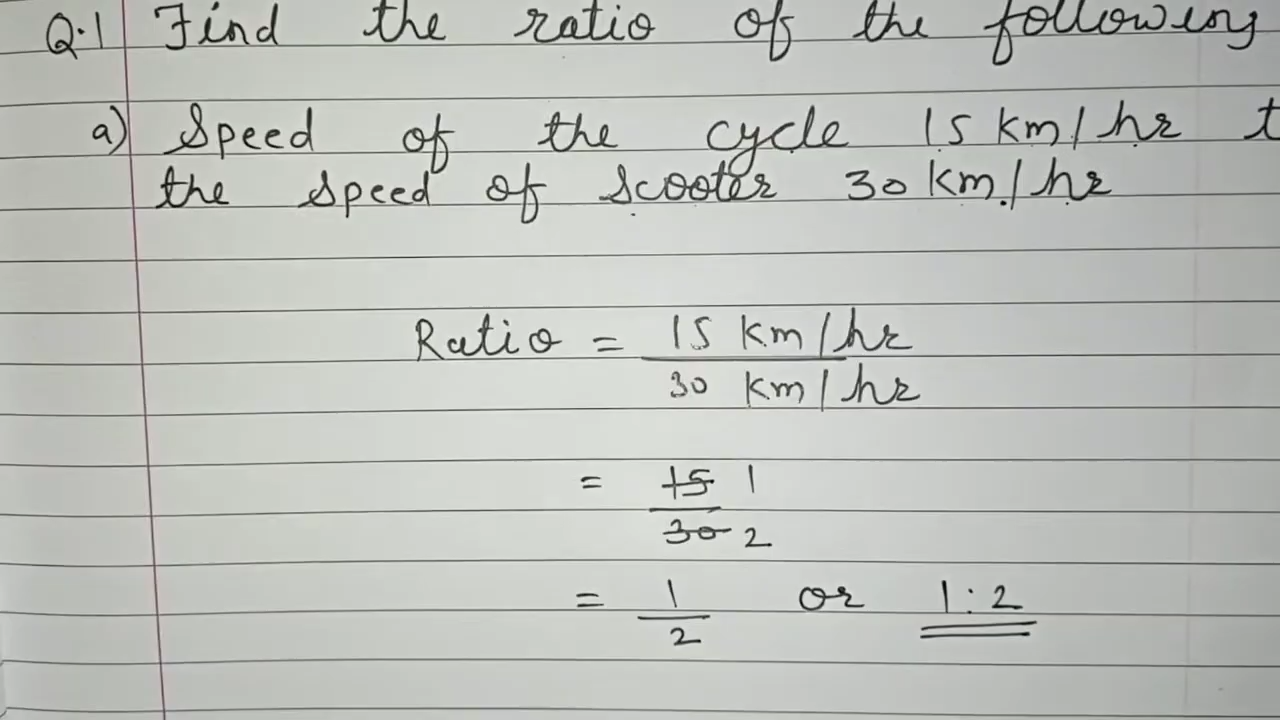 Q.1 Find the ratio of the following
a) Speed of the cycle 15 km/hr t
the speed of scooter 30 km/hr
Ratio = 15 km/hr
30 km/hr
= 15 1
30 2
= 1 or 1:2
2